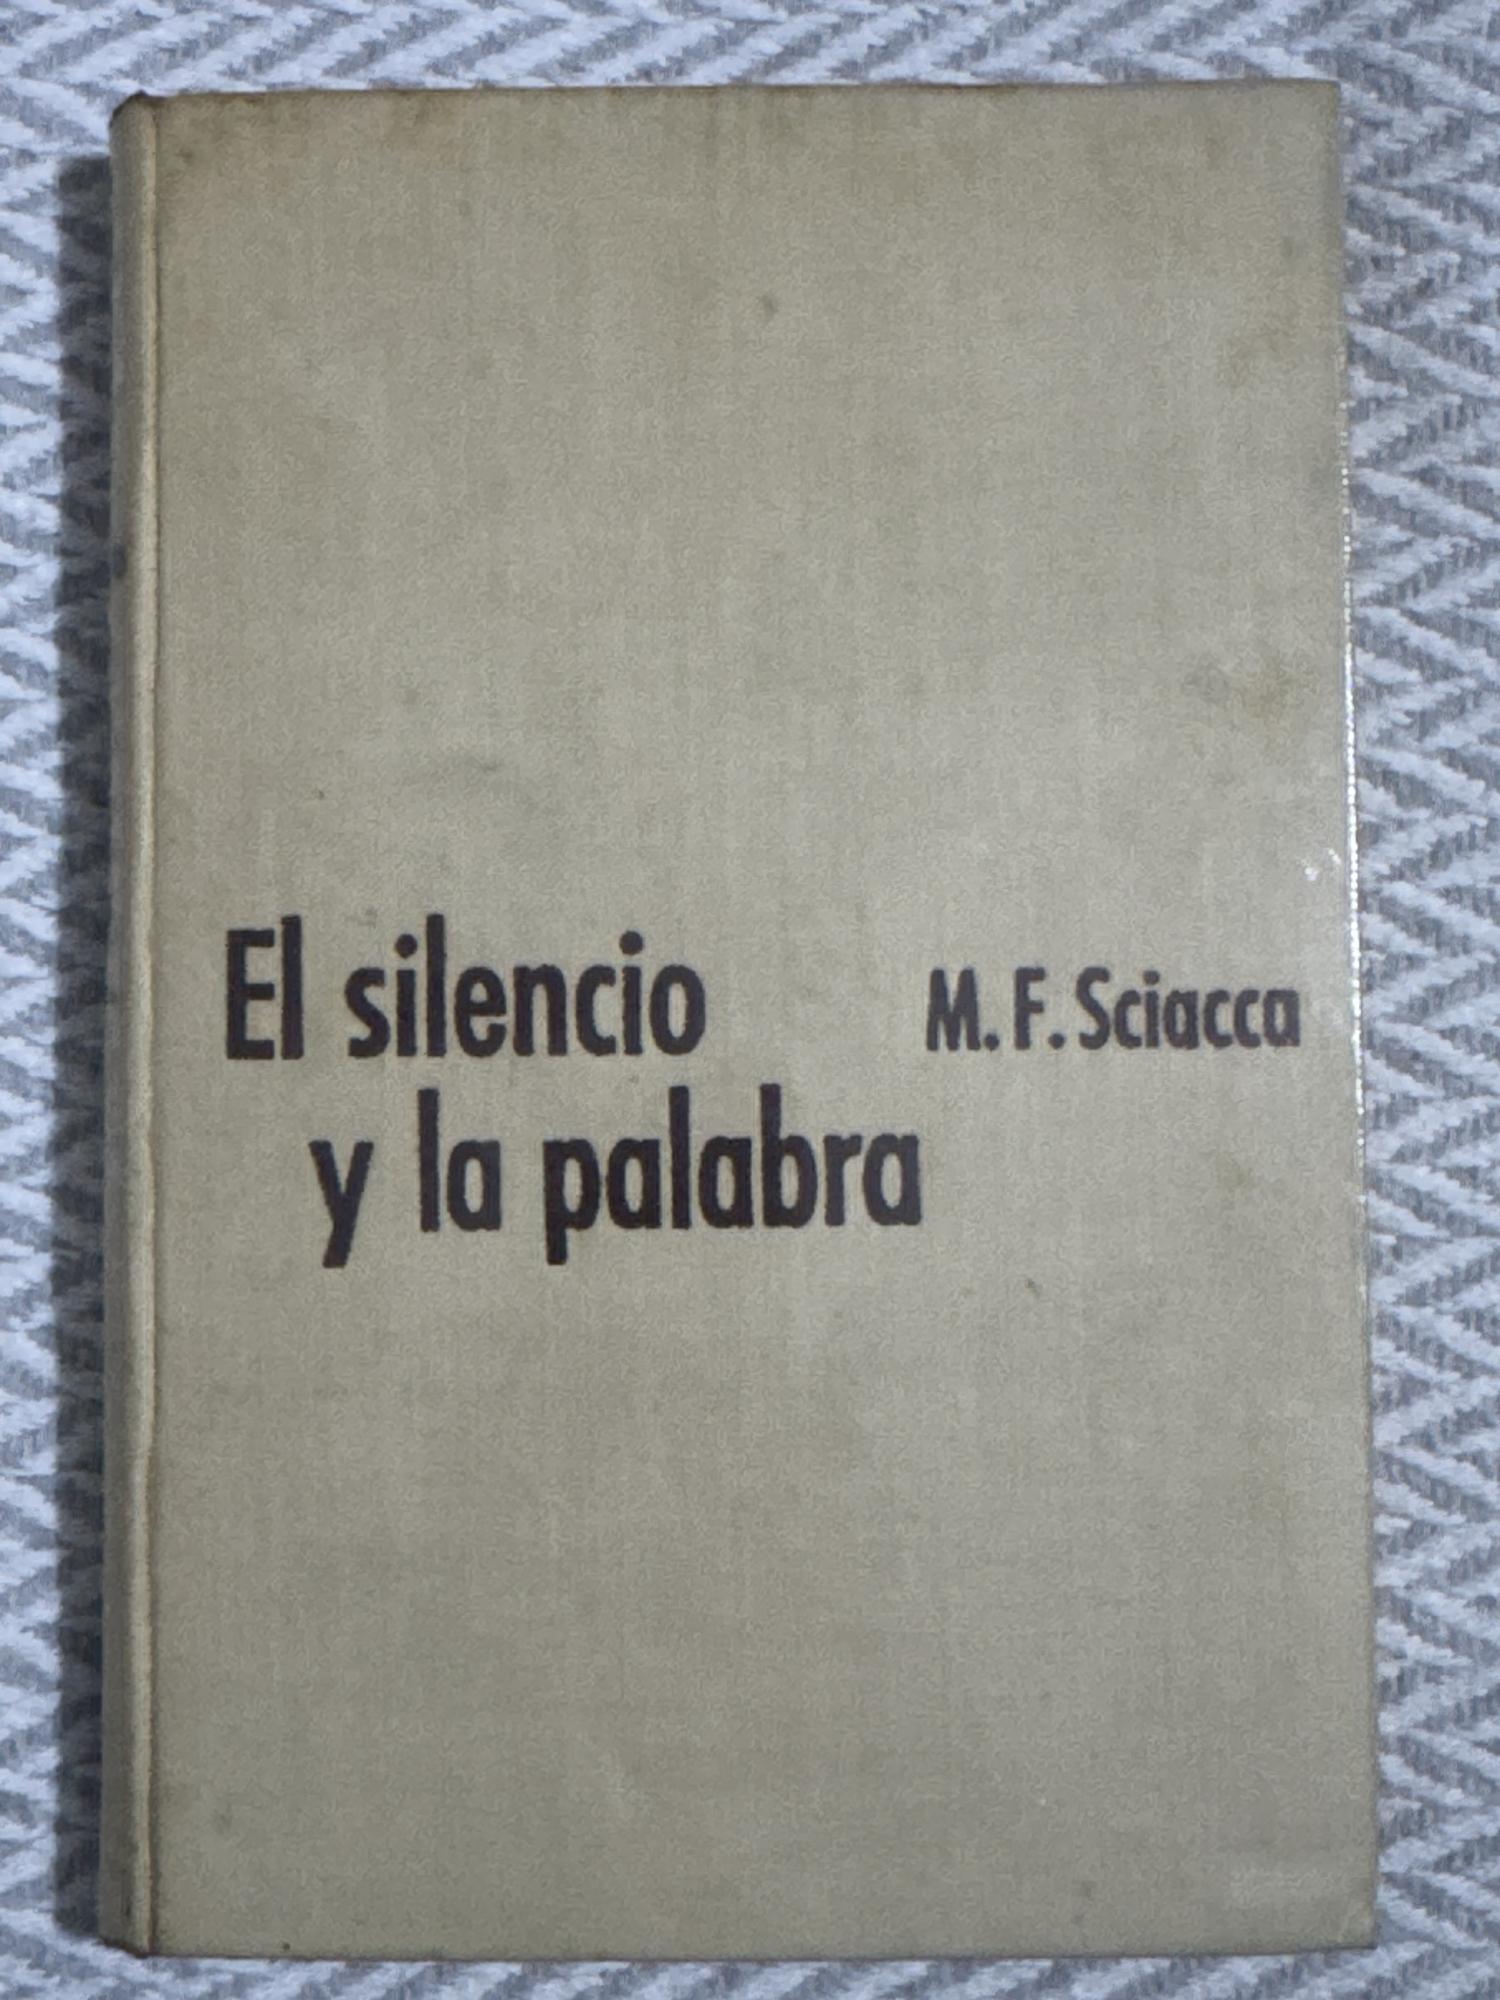 El silencio
y la palabra
M. F. Sciacca